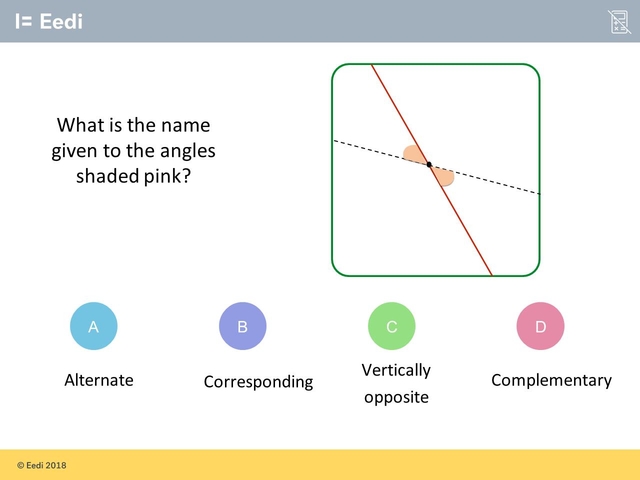 I= Eedi
What is the name
given to the angles
shaded pink?
A
B
C
D
Alternate
Corresponding
Vertically
opposite
Complementary
© Eedi 2018